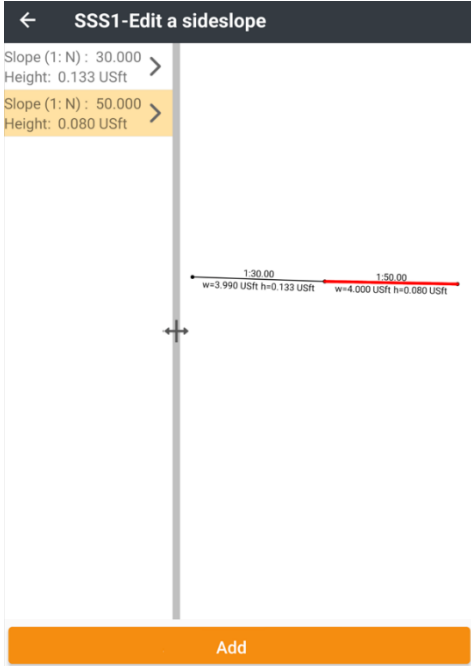 SSS1-Edit a sideslope
Slope (1: N) : 30.000
Height: 0.133 USft
Slope (1: N) : 50.000
Height: 0.080 USft
1:30.00
w=3.990 USft h=0.133 USft
1:50.00
w=4.000 USft h=0.080 USft
Add